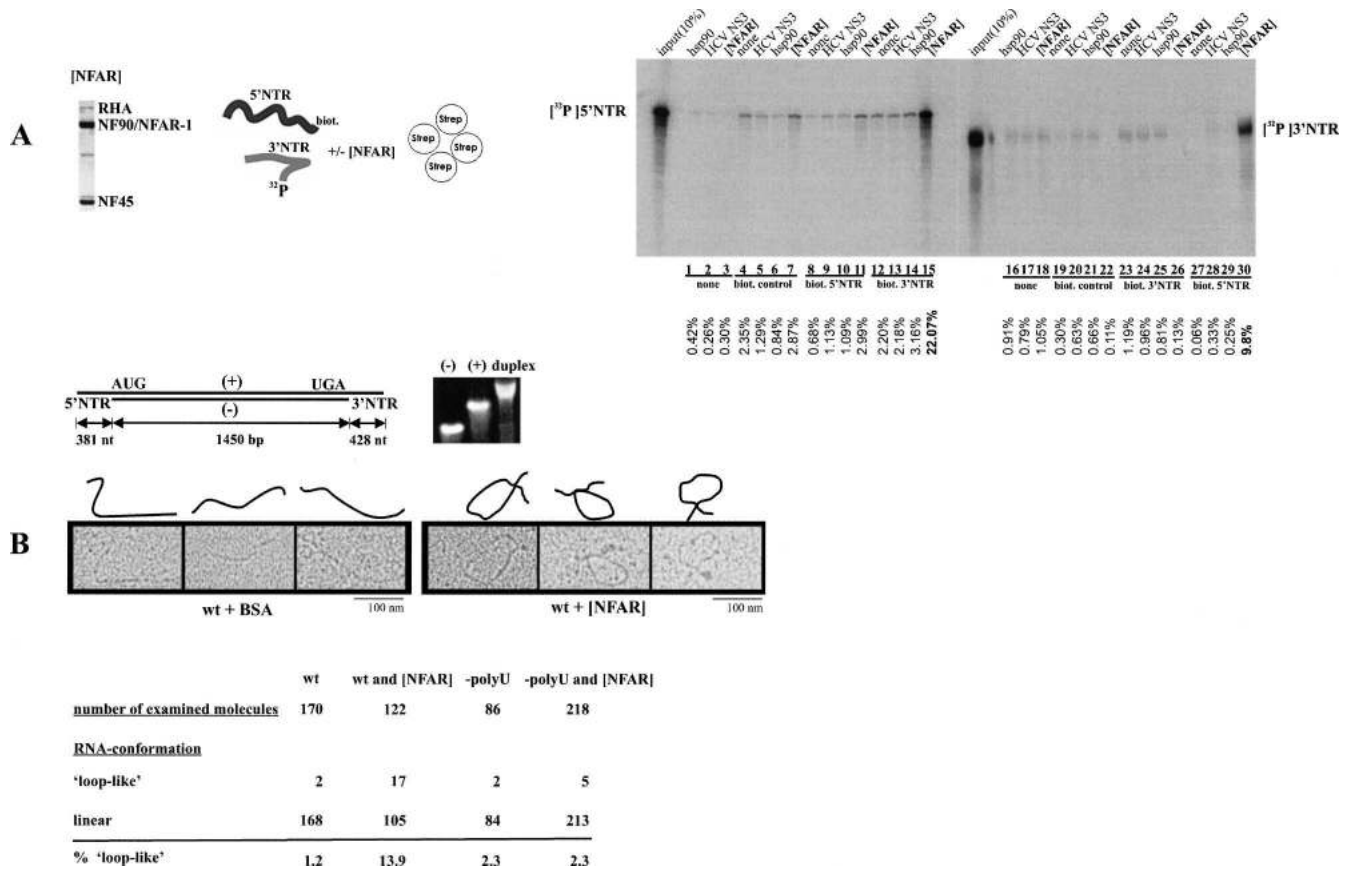 A
[NFAR]
RHA
NF90/NFAR-1
NF45
5'NTR
biot.
3'NTR
+/- [NFAR]
32P
Strep
Strep
Strep
Strep
[32P]5'NTR
input(10%) hsp90 HCV NS3 [NFAR] none HCV NS3 hsp90 [NFAR] none HCV NS3 hsp90 [NFAR] none HCV NS3 hsp90 [NFAR]
input(10%) hsp90 HCV NS3 [NFAR] none HCV NS3 hsp90 [NFAR] none HCV NS3 hsp90 [NFAR] none HCV NS3 hsp90 [NFAR]
[32P]3'NTR
1 2 3 4 5 6 7 8 9 10 11 12 13 14 15 16 17 18 19 20 21 22 23 24 25 26 27 28 29 30
none biot. control biot. 5'NTR biot. 3'NTR none biot. control biot. 3'NTR biot. 5'NTR
0.42% 0.26% 0.30% 2.35% 1.29% 0.84% 2.87% 0.68% 1.13% 1.09% 2.99% 2.20% 2.18% 3.16% 22.07% 0.91% 0.79% 1.05% 0.30% 0.63% 0.66% 0.11% 1.19% 0.96% 0.81% 0.13% 0.06% 0.33% 0.25% 9.8%
AUG (+) UGA
5'NTR (-) 3'NTR
381 nt 1450 bp 428 nt
(-) (+) duplex
B
wt + BSA 100 nm wt + [NFAR] 100 nm
wt wt and [NFAR] -polyU -polyU and [NFAR]
number of examined molecules 170 122 86 218
RNA-conformation
'loop-like' 2 17 2 5
linear 168 105 84 213
% 'loop-like' 1.2 13.9 2.3 2.3